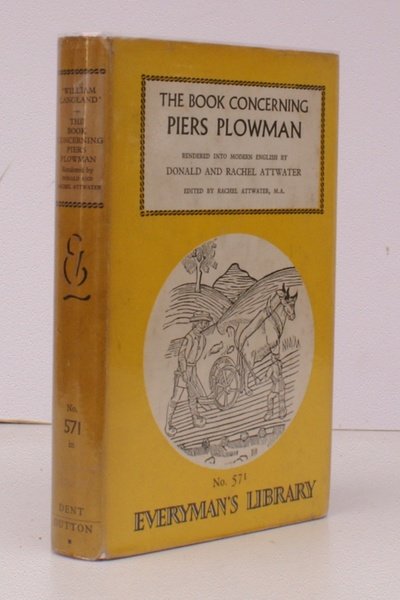 "WILLIAM
LANGLAND"
THE
BOOK
CONCERNING
PIERS
PLOWMAN
Rendered by
DONALD AND
RACHEL ATTWATER
EL
No.
571
DENT
DUTTON
THE BOOK CONCERNING
PIERS PLOWMAN
RENDERED INTO MODERN ENGLISH BY
DONALD AND RACHEL ATTWATER
EDITED BY RACHEL ATTWATER, M.A.
No. 571
EVERYMAN'S LIBRARY